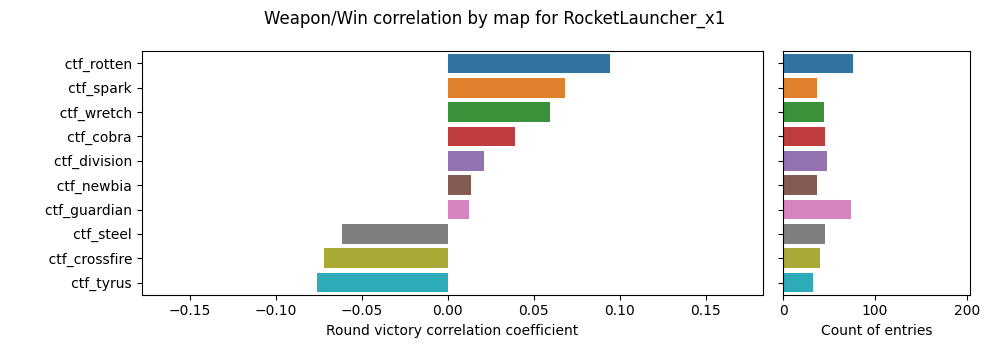 Weapon/Win correlation by map for RocketLauncher_x1
ctf_rotten
ctf_spark
ctf_wretch
ctf_cobra
ctf_division
ctf_newbia
ctf_guardian
ctf_steel
ctf_crossfire
ctf_tyrus
−0.15 −0.10 −0.05 0.00 0.05 0.10 0.15
Round victory correlation coefficient
0 100 200
Count of entries